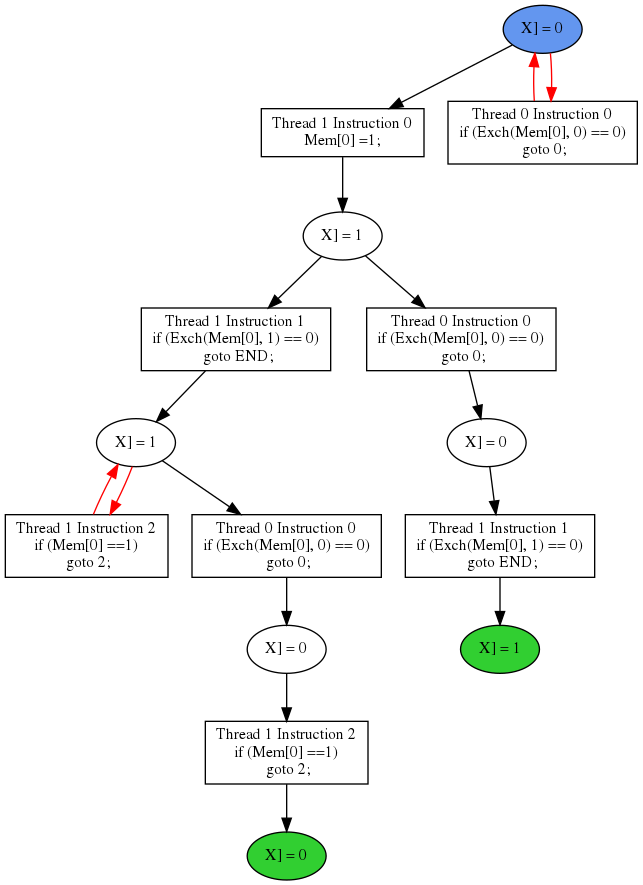 X] = 0
Thread 1 Instruction 0
Mem[0] =1;
Thread 0 Instruction 0
if (Exch(Mem[0], 0) == 0)
goto 0;
X] = 1
Thread 1 Instruction 1
if (Exch(Mem[0], 1) == 0)
goto END;
Thread 0 Instruction 0
if (Exch(Mem[0], 0) == 0)
goto 0;
X] = 1
X] = 0
Thread 1 Instruction 2
if (Mem[0] ==1)
goto 2;
Thread 0 Instruction 0
if (Exch(Mem[0], 0) == 0)
goto 0;
Thread 1 Instruction 1
if (Exch(Mem[0], 1) == 0)
goto END;
X] = 0
X] = 1
Thread 1 Instruction 2
if (Mem[0] ==1)
goto 2;
X] = 0